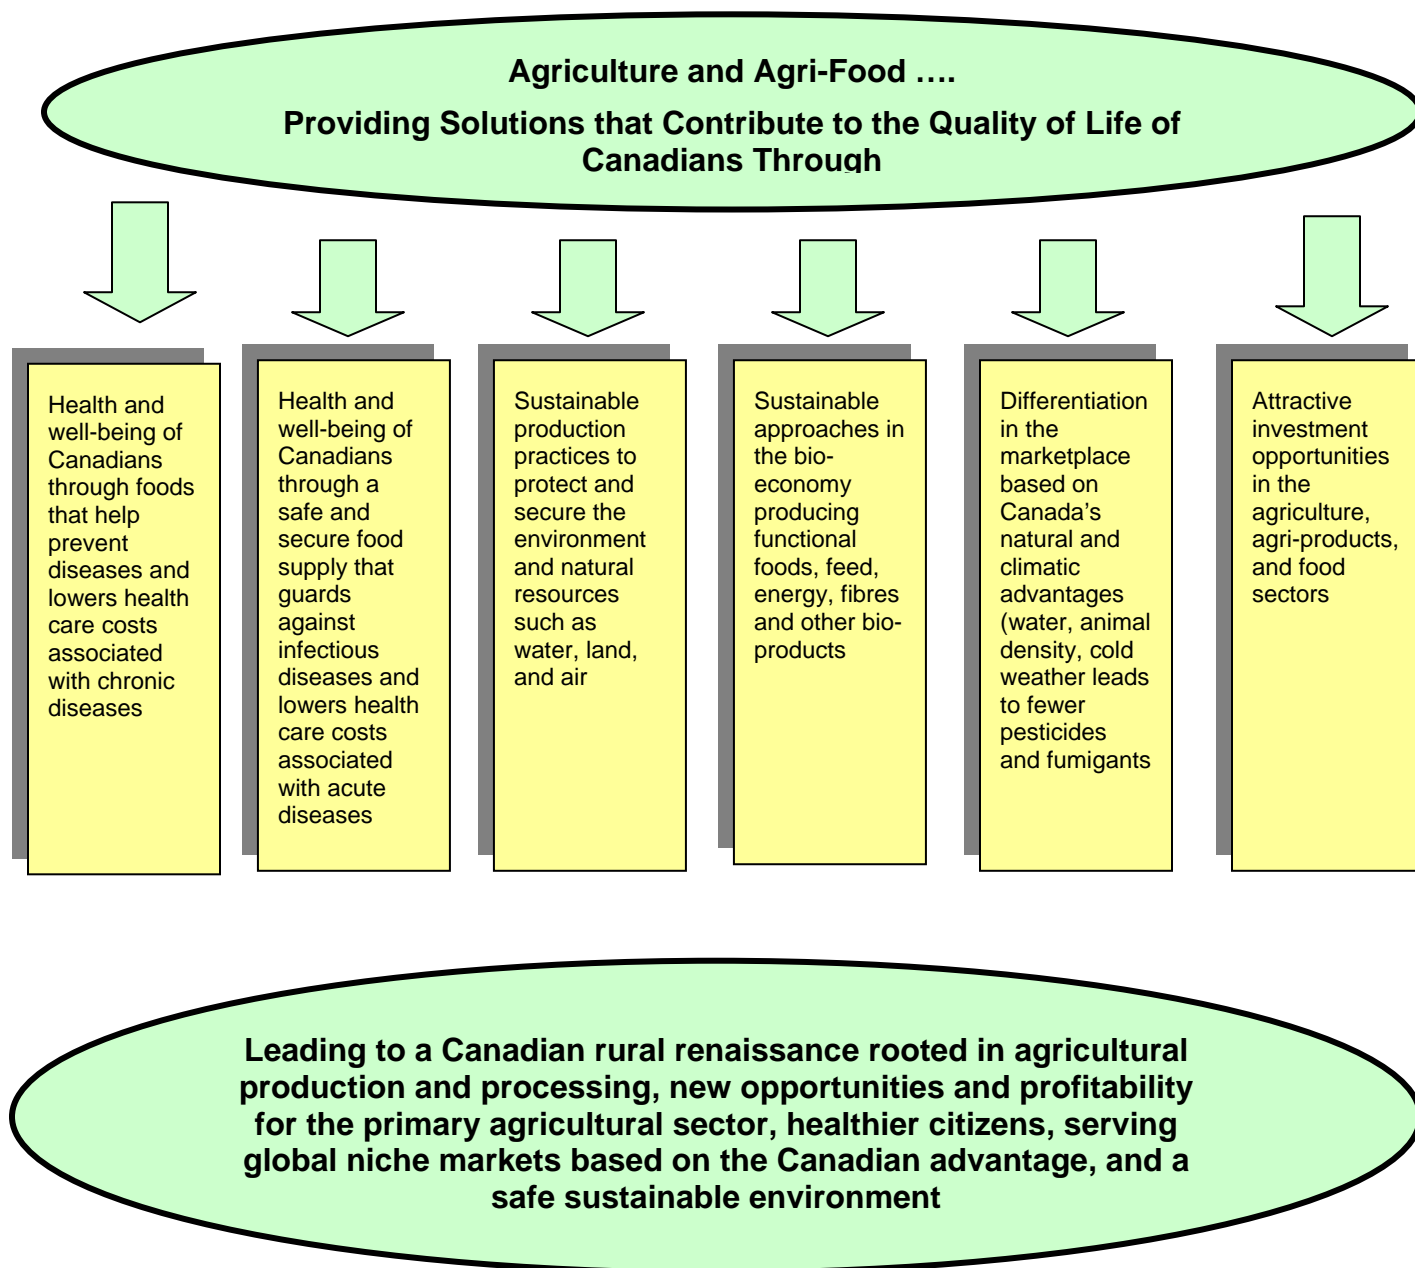 Agriculture and Agri-Food ....
Providing Solutions that Contribute to the Quality of Life of
Canadians Through
Health and
well-being of
Canadians
through foods
that help
prevent
diseases and
lowers health
care costs
associated
with chronic
diseases
Health and
well-being of
Canadians
through a
safe and
secure food
supply that
guards
against
infectious
diseases and
lowers health
care costs
associated
with acute
diseases
Sustainable
production
practices to
protect and
secure the
environment
and natural
resources
such as
water, land,
and air
Sustainable
approaches in
the bio-
economy
producing
functional
foods, feed,
energy, fibres
and other bio-
products
Differentiation
in the
marketplace
based on
Canada’s
natural and
climatic
advantages
(water, animal
density, cold
weather leads
to fewer
pesticides
and fumigants
Attractive
investment
opportunities
in the
agriculture,
agri-products,
and food
sectors
Leading to a Canadian rural renaissance rooted in agricultural
production and processing, new opportunities and profitability
for the primary agricultural sector, healthier citizens, serving
global niche markets based on the Canadian advantage, and a
safe sustainable environment